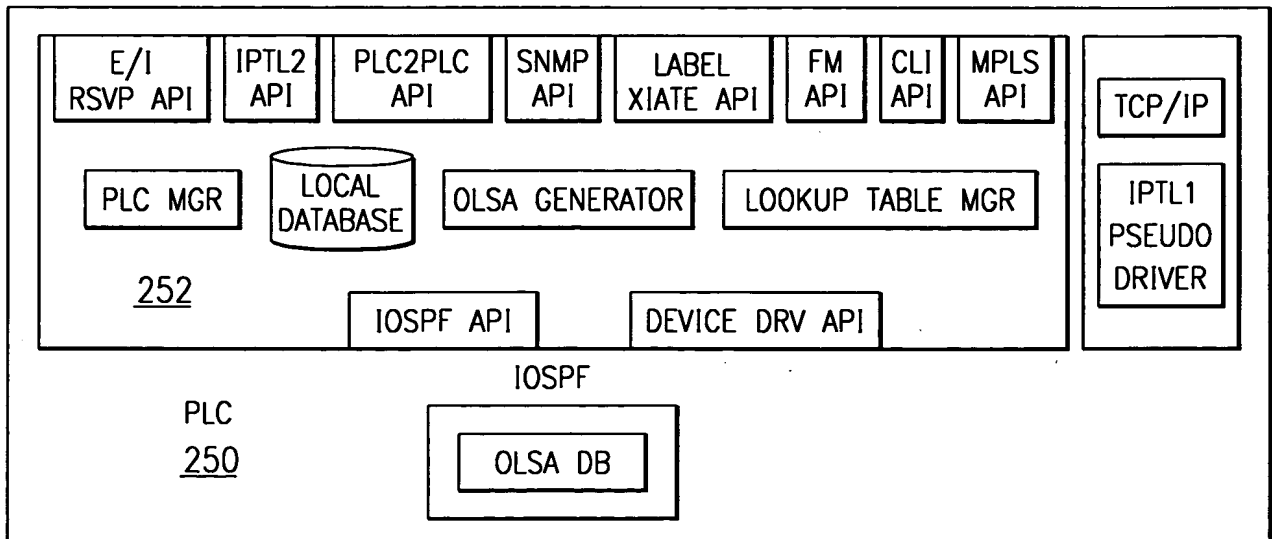 E/I
RSVP API
IPTL2
API
PLC2PLC
API
SNMP
API
LABEL
XIATE API
FM
API
CLI
API
MPLS
API
TCP/IP
PLC MGR
LOCAL
DATABASE
OLSA GENERATOR
LOOKUP TABLE MGR
IPTL1
PSEUDO
DRIVER
252
IOSPF API
DEVICE DRV API
IOSPF
PLC
250
OLSA DB